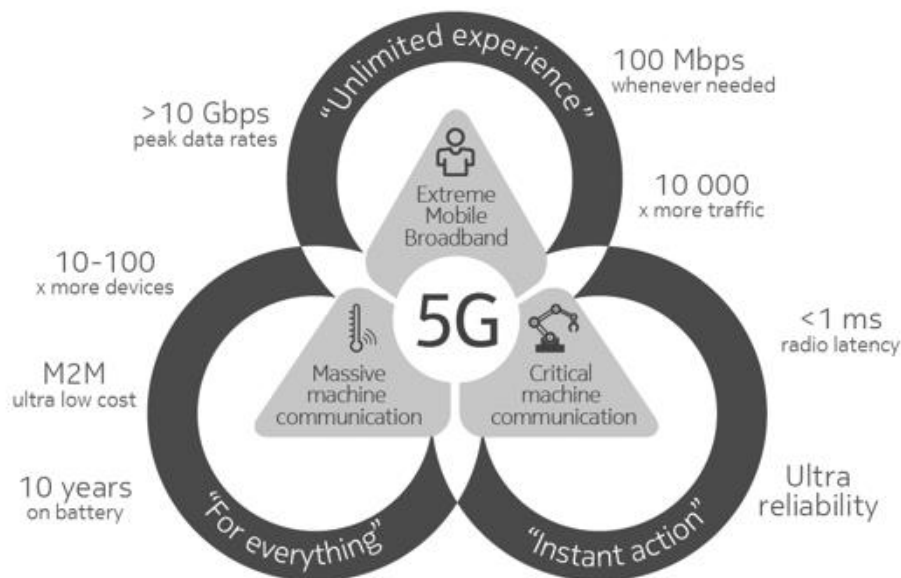 “Unlimited experience”
100 Mbps
whenever needed
>10 Gbps
peak data rates
10 000
x more traffic
Extreme
Mobile
Broadband
5G
10-100
x more devices
<1 ms
radio latency
M2M
ultra low cost
Massive
machine
communication
Critical
machine
communication
10 years
on battery
Ultra
reliability
“For everything”
“Instant action”